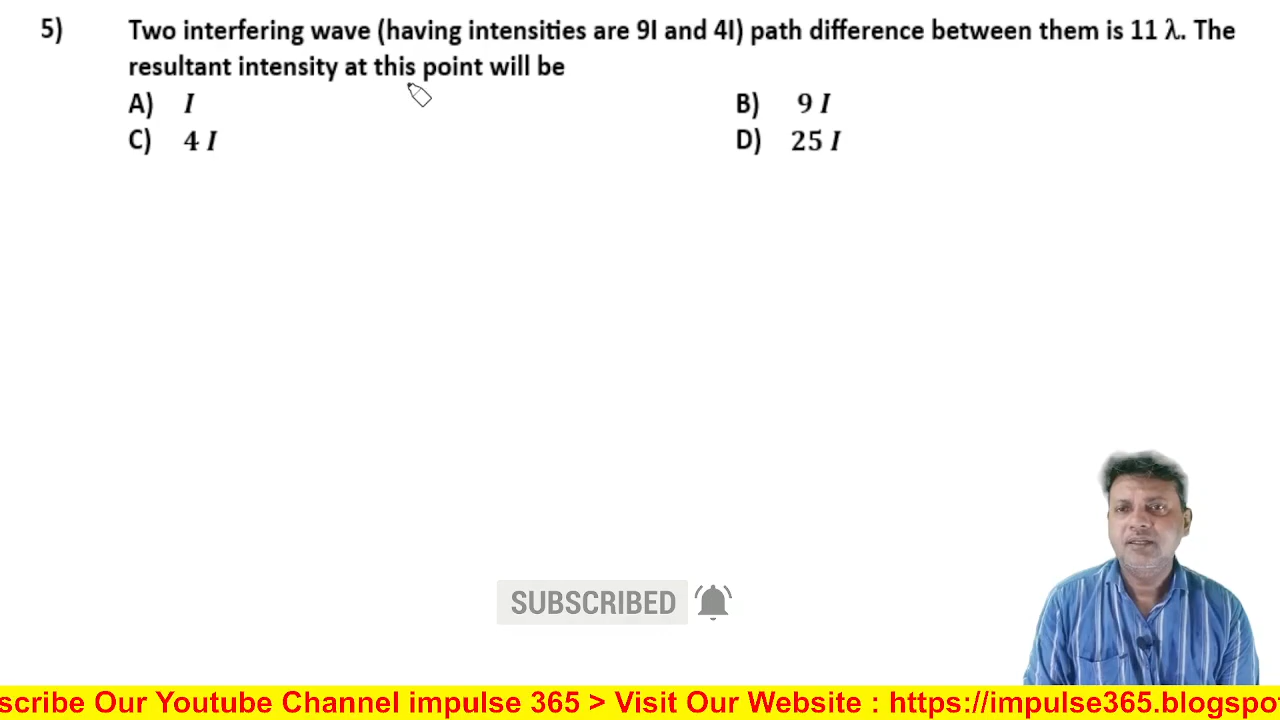 5) Two interfering wave (having intensities are 9I and 4I) path difference between them is 11 λ. The
resultant intensity at this point will be
A) I B) 9 I
C) 4 I D) 25 I
SUBSCRIBED
scribe Our Youtube Channel impulse 365 > Visit Our Website : https://impulse365.blogspo